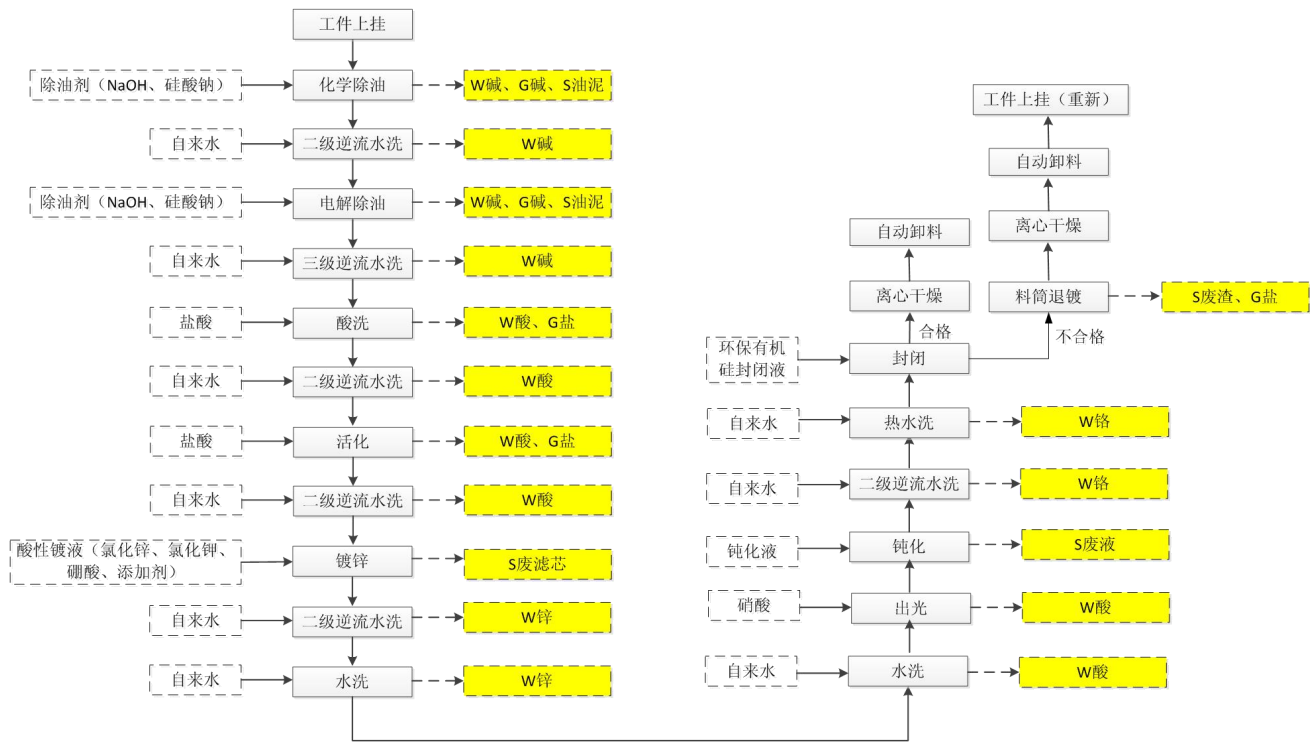 工件上挂
除油剂（NaOH、硅酸钠）
化学除油
W碱、G碱、S油泥
自来水
二级逆流水洗
W碱
除油剂（NaOH、硅酸钠）
电解除油
W碱、G碱、S油泥
自来水
三级逆流水洗
W碱
盐酸
酸洗
W酸、G盐
自来水
二级逆流水洗
W酸
盐酸
活化
W酸、G盐
自来水
二级逆流水洗
W酸
酸性镀液（氯化锌、氯化钾、
硼酸、添加剂）
镀锌
S废滤芯
自来水
二级逆流水洗
W锌
自来水
水洗
W锌
工件上挂（重新）
自动卸料
离心干燥
自动卸料
离心干燥
料筒退镀
S废渣、G盐
合格
不合格
环保有机
硅封闭液
封闭
自来水
热水洗
W铬
自来水
二级逆流水洗
W铬
钝化液
钝化
S废液
硝酸
出光
W酸
自来水
水洗
W酸